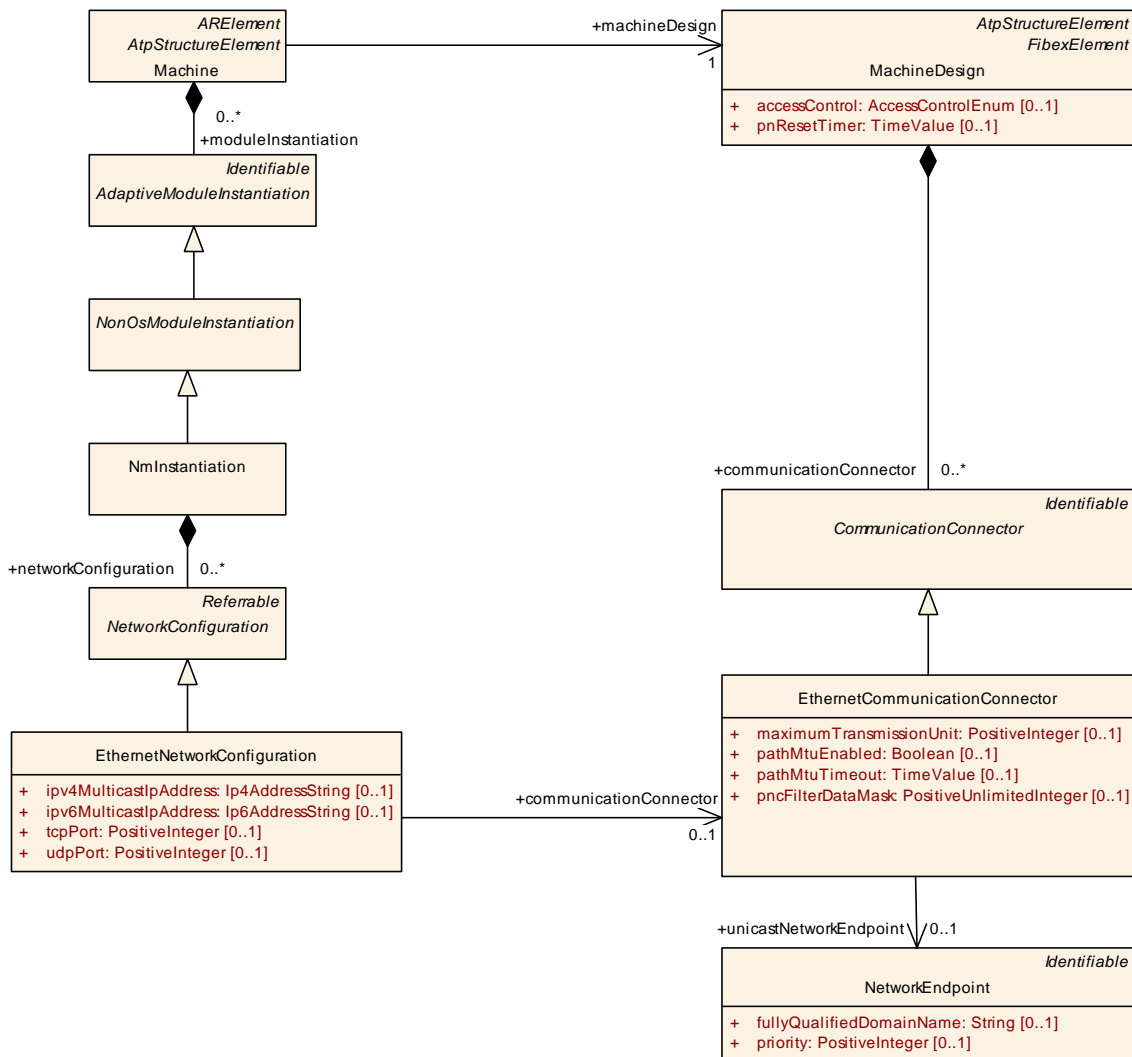 ARElement
AtpStructureElement
Machine
+machineDesign
1
AtpStructureElement
FibexElement
MachineDesign
+ accessControl: AccessControlEnum [0..1]
+ pnResetTimer: TimeValue [0..1]
0..*
+moduleInstantiation
Identifiable
AdaptiveModuleInstantiation
NonOsModuleInstantiation
NmInstantiation
+communicationConnector
0..*
Identifiable
CommunicationConnector
+networkConfiguration
0..*
Referrable
NetworkConfiguration
EthernetNetworkConfiguration
+ ipv4MulticastIpAddress: Ip4AddressString [0..1]
+ ipv6MulticastIpAddress: Ip6AddressString [0..1]
+ tcpPort: PositiveInteger [0..1]
+ udpPort: PositiveInteger [0..1]
+communicationConnector
0..1
EthernetCommunicationConnector
+ maximumTransmissionUnit: PositiveInteger [0..1]
+ pathMtuEnabled: Boolean [0..1]
+ pathMtuTimeout: TimeValue [0..1]
+ pncFilterDataMask: PositiveUnlimitedInteger [0..1]
+unicastNetworkEndpoint
0..1
Identifiable
NetworkEndpoint
+ fullyQualifiedDomainName: String [0..1]
+ priority: PositiveInteger [0..1]